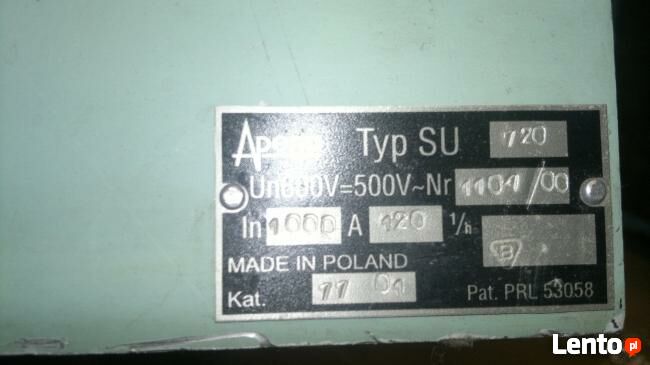 Apena Typ SU 120
Un600V=500V~Nr 1101/00
In 1000 A 120 1/h
B
MADE IN POLAND
Kat. 11 01 Pat. PRL 53058
Lento.pl